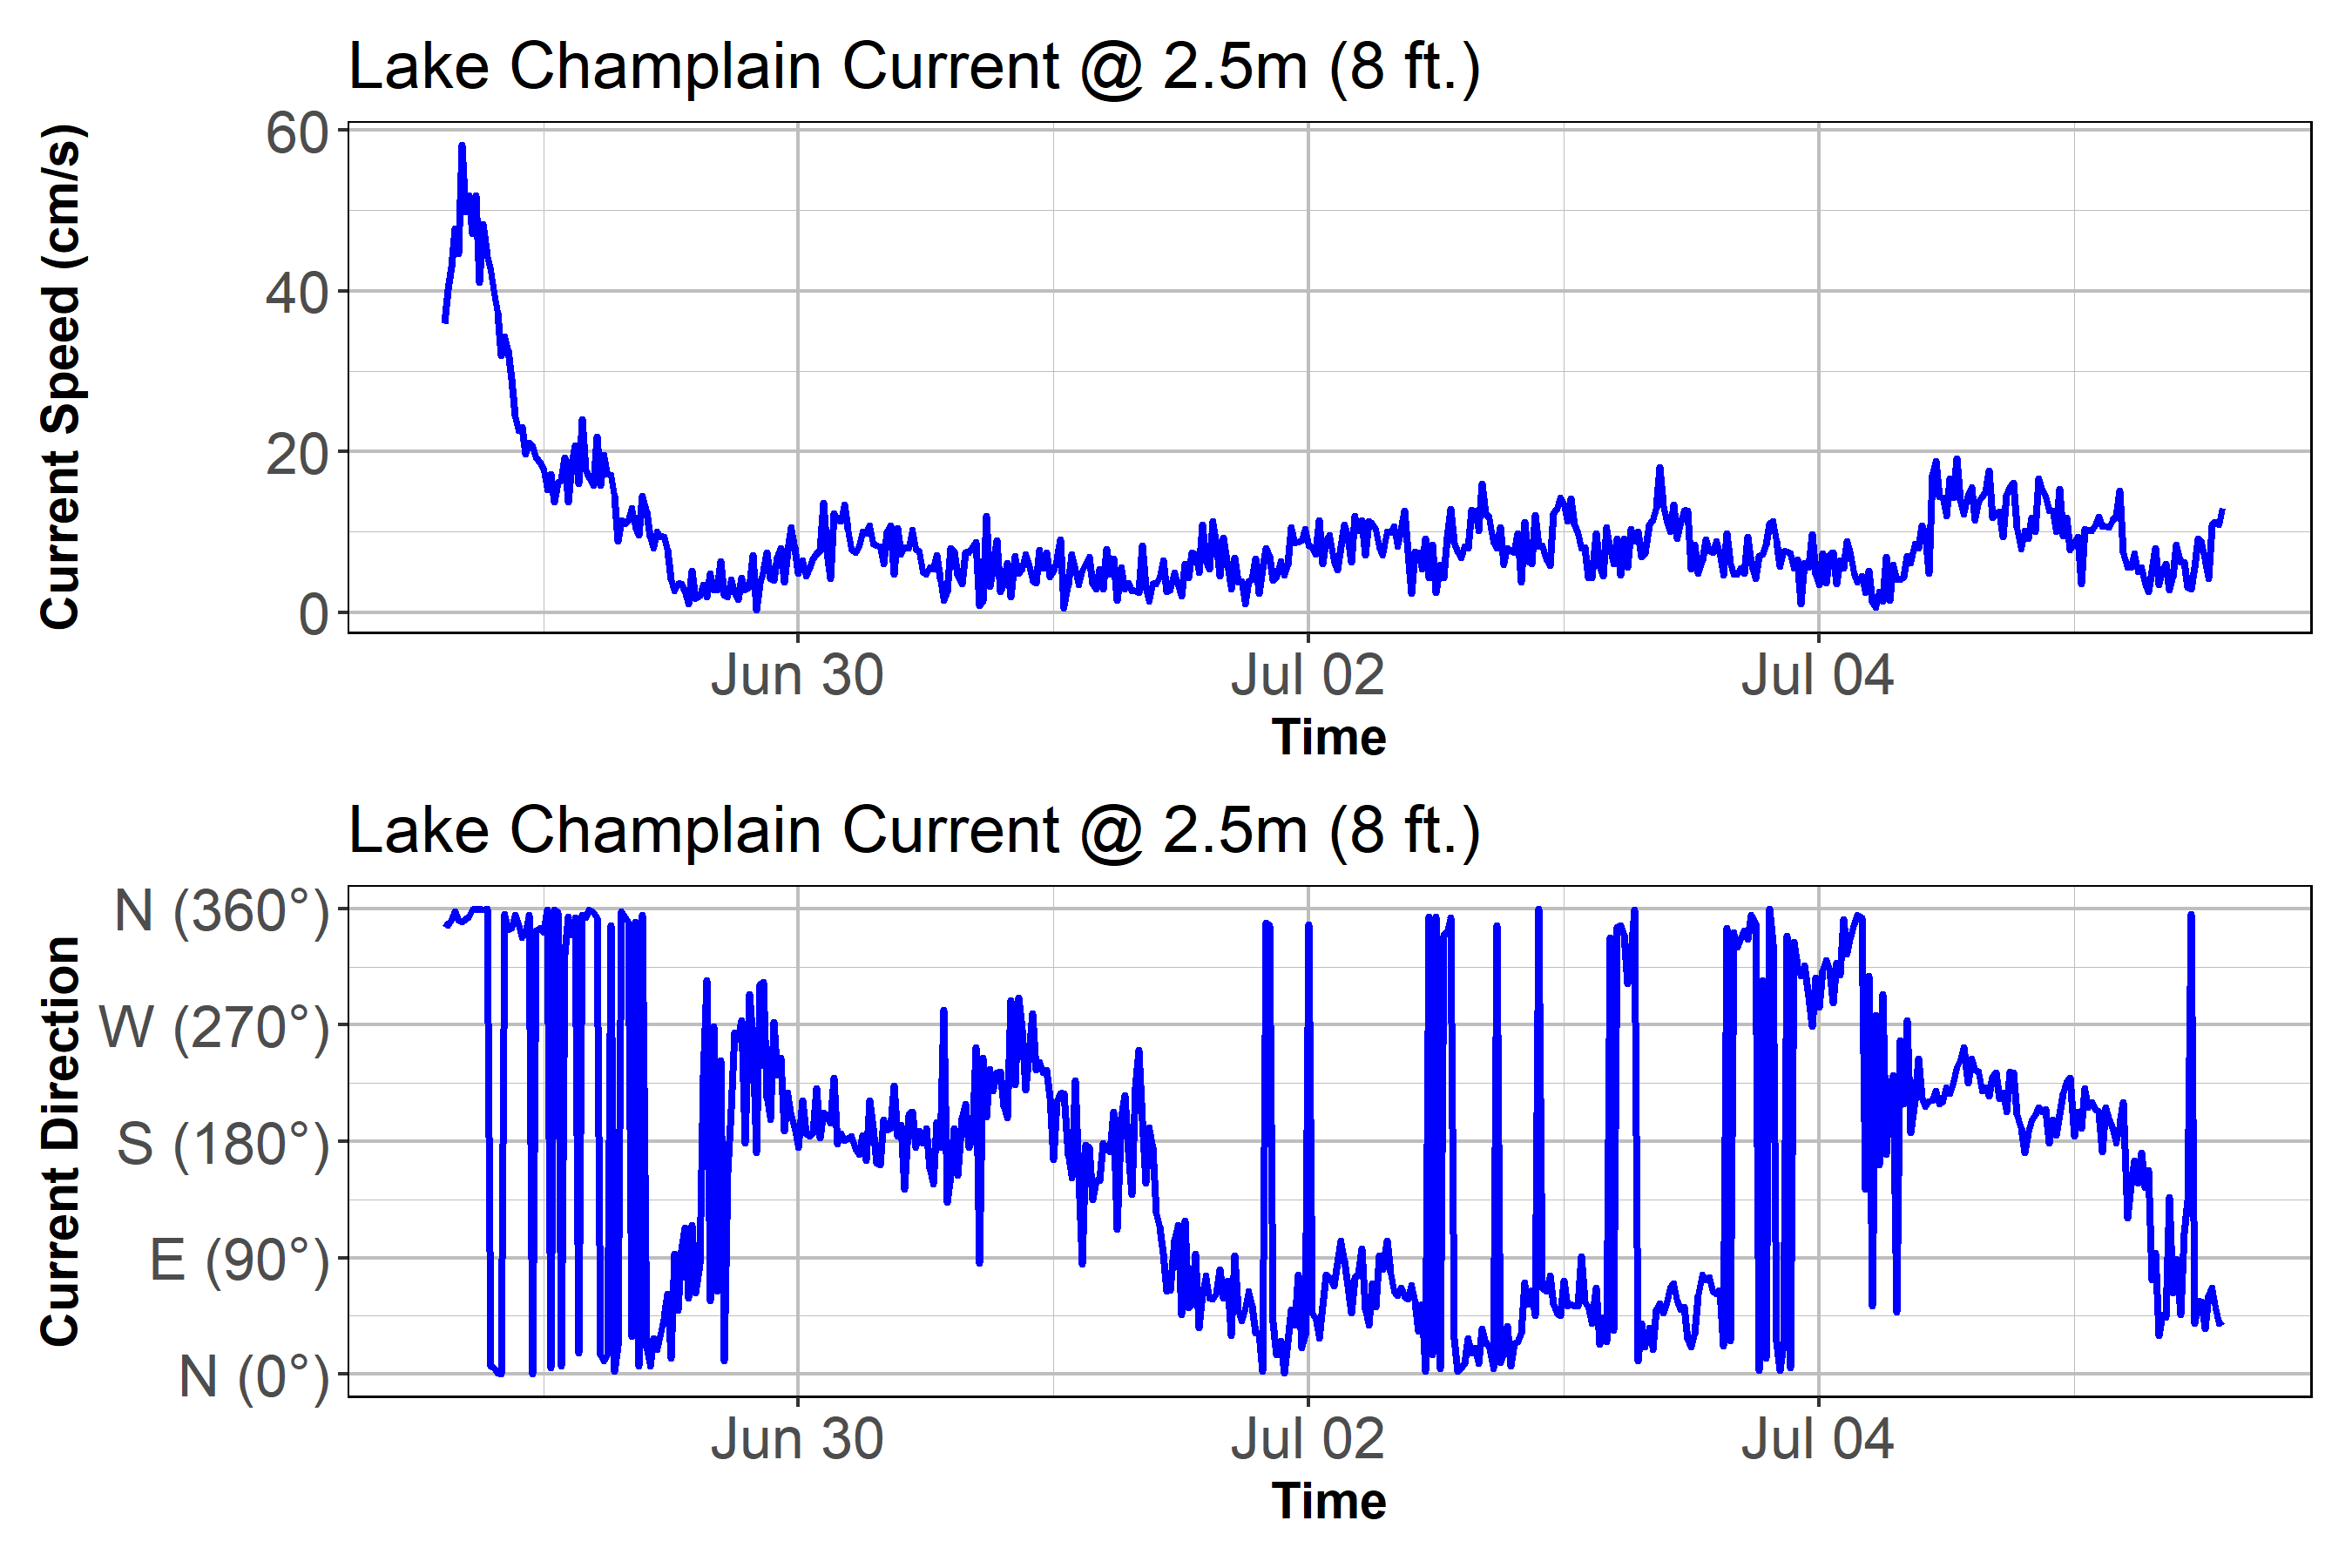 Lake Champlain Current @ 2.5m (8 ft.)
Current Speed (cm/s)
60
40
20
0
Jun 30 Jul 02 Jul 04
Time
Lake Champlain Current @ 2.5m (8 ft.)
Current Direction
N (360°)
W (270°)
S (180°)
E (90°)
N (0°)
Jun 30 Jul 02 Jul 04
Time